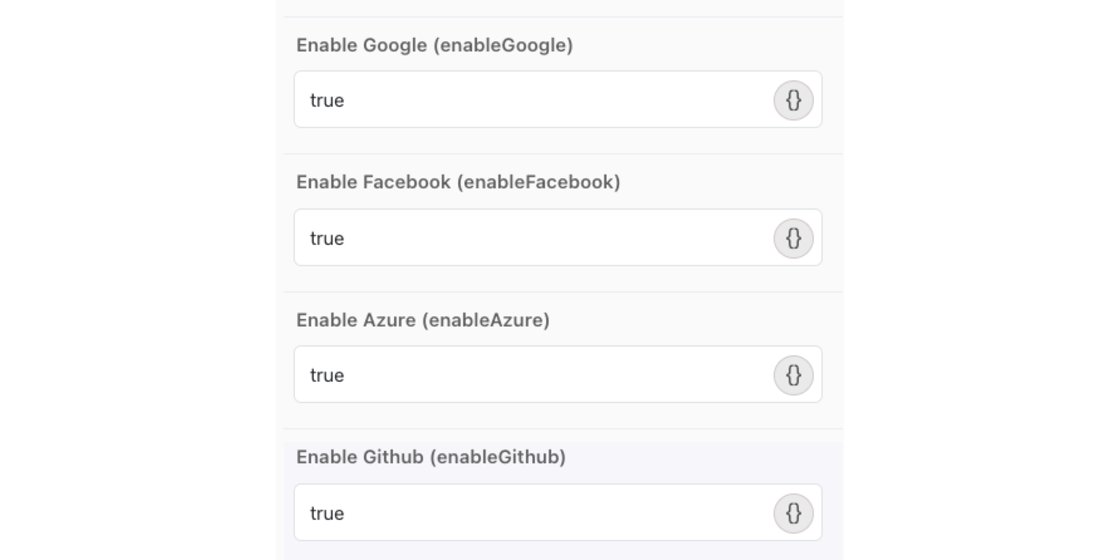 Enable Google (enableGoogle)
true
{}
Enable Facebook (enableFacebook)
true
{}
Enable Azure (enableAzure)
true
{}
Enable Github (enableGithub)
true
{}